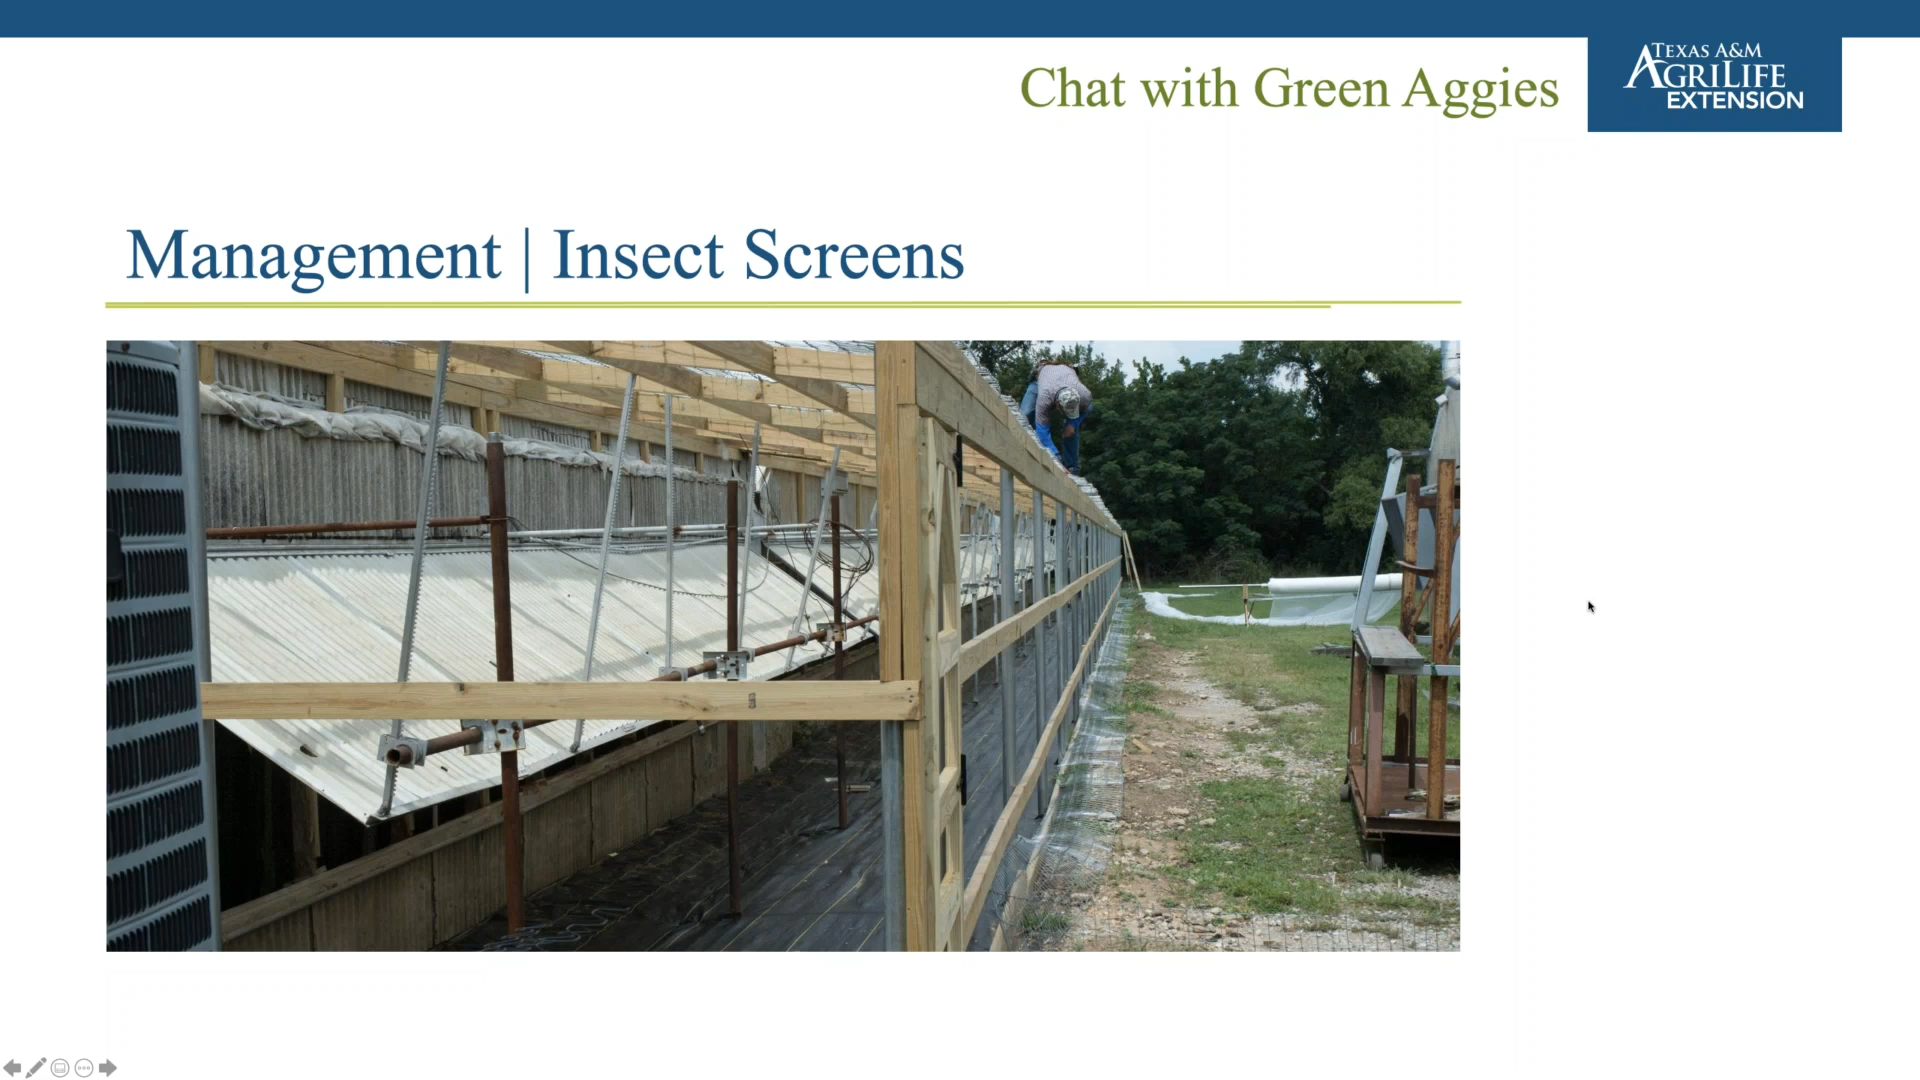 Chat with Green Aggies
TEXAS A&M
AGRILIFE
EXTENSION
Management | Insect Screens